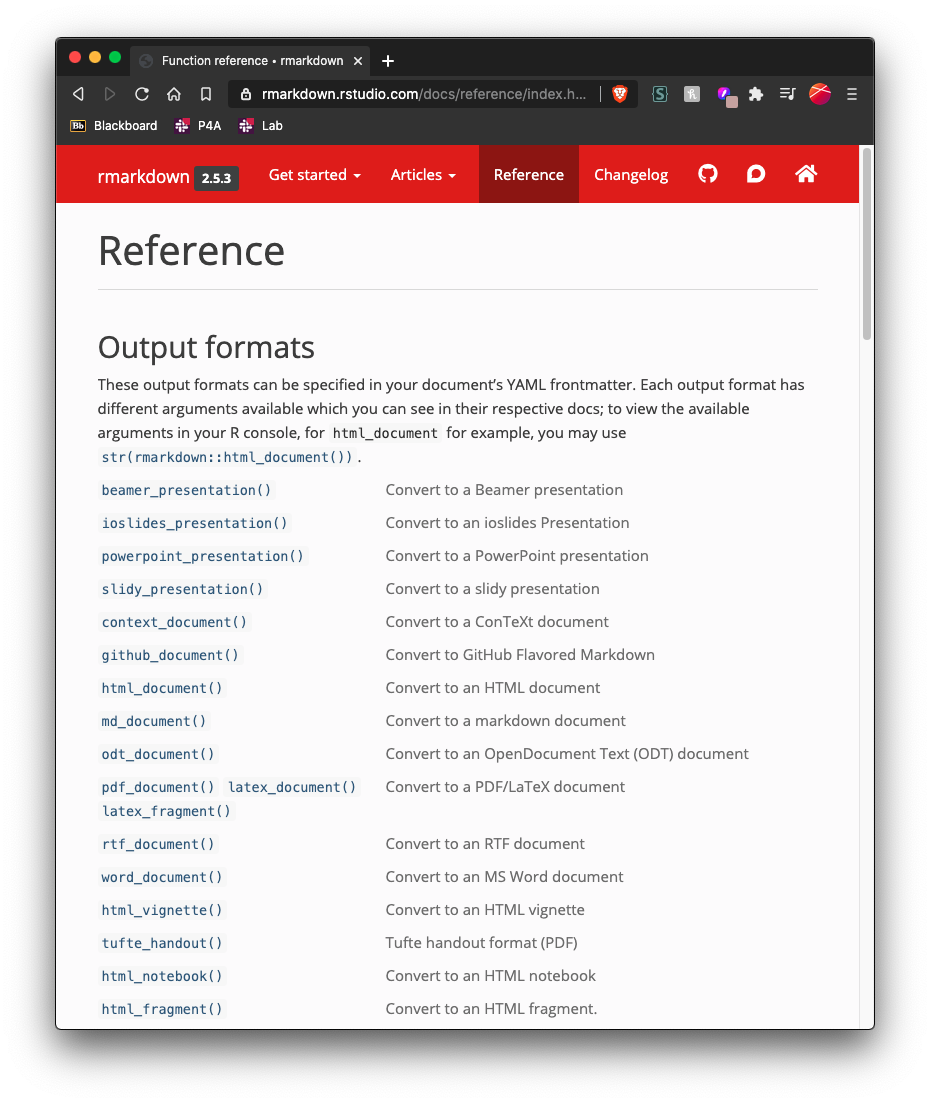 Function reference • rmarkdown
rmarkdown.rstudio.com/docs/reference/index.h...
Bb Blackboard P4A Lab
rmarkdown 2.5.3 Get started Articles Reference Changelog
Reference
Output formats
These output formats can be specified in your document’s YAML frontmatter. Each output format has
different arguments available which you can see in their respective docs; to view the available
arguments in your R console, for html_document for example, you may use
str(rmarkdown::html_document()).
beamer_presentation() Convert to a Beamer presentation
ioslides_presentation() Convert to an ioslides Presentation
powerpoint_presentation() Convert to a PowerPoint presentation
slidy_presentation() Convert to a slidy presentation
context_document() Convert to a ConTeXt document
github_document() Convert to GitHub Flavored Markdown
html_document() Convert to an HTML document
md_document() Convert to a markdown document
odt_document() Convert to an OpenDocument Text (ODT) document
pdf_document() latex_document() Convert to a PDF/LaTeX document
latex_fragment()
rtf_document() Convert to an RTF document
word_document() Convert to an MS Word document
html_vignette() Convert to an HTML vignette
tufte_handout() Tufte handout format (PDF)
html_notebook() Convert to an HTML notebook
html_fragment() Convert to an HTML fragment.